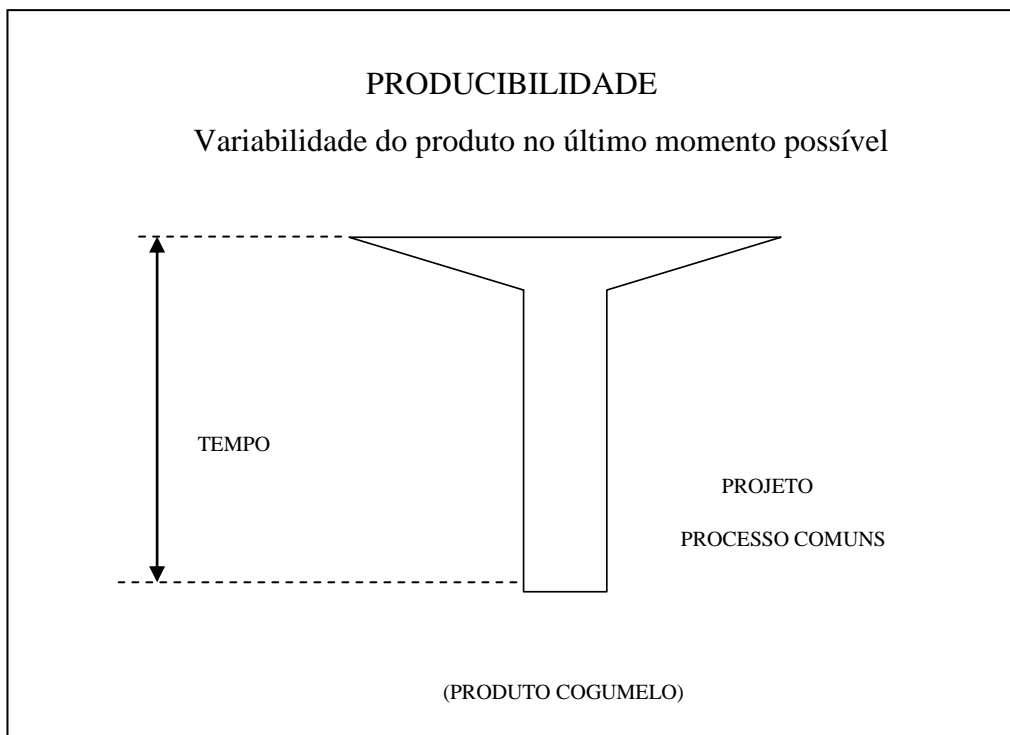 PRODUCIBILIDADE
Variabilidade do produto no último momento possível
TEMPO
PROJETO
PROCESSO COMUNS
(PRODUTO COGUMELO)